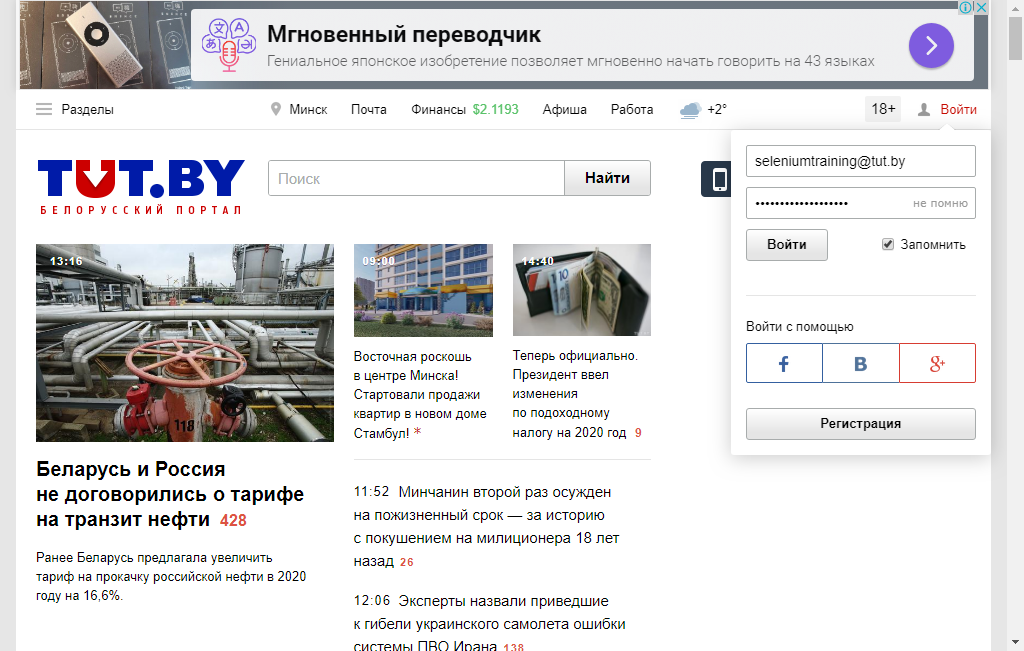 Мгновенный переводчик
Гениальное японское изобретение позволяет мгновенно начать говорить на 43 языках
Разделы
Минск Почта Финансы $2.1193 Афиша Работа +2° 18+ Войти
TUT.BY
БЕЛОРУССКИЙ ПОРТАЛ
Поиск Найти
seleniumtraining@tut.by
••••••••••••••••••• не помню
Войти Запомнить
Войти с помощью
f B g+
Регистрация
13:16
118
Беларусь и Россия
не договорились о тарифе
на транзит нефти 428
Ранее Беларусь предлагала увеличить
тариф на прокачку российской нефти в 2020
году на 16,6%.
09:00
Восточная роскошь
в центре Минска!
Стартовали продажи
квартир в новом доме
Стамбул! *
14:40
10
Теперь официально.
Президент ввел
изменения
по подоходному
налогу на 2020 год 9
11:52 Минчанин второй раз осужден
на пожизненный срок — за историю
с покушением на милиционера 18 лет
назад 26
12:06 Эксперты назвали приведшие
к гибели украинского самолета ошибки
системы ПВО Ирана 138